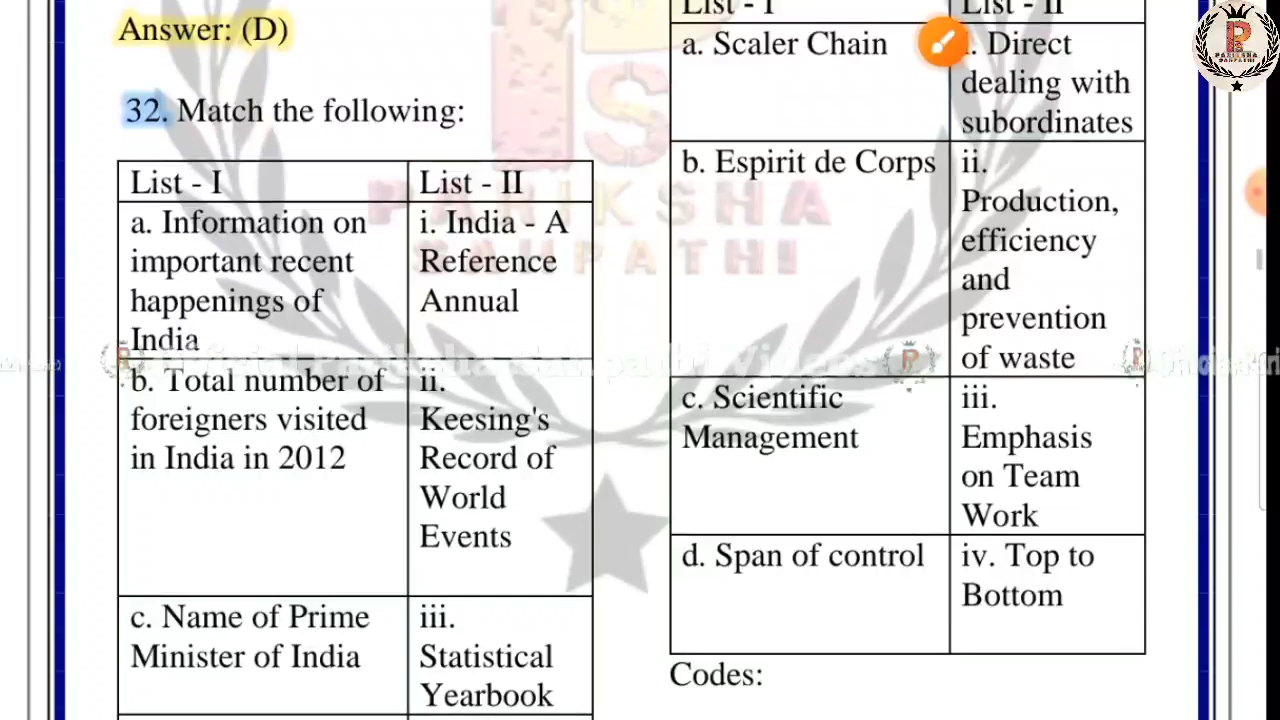 Answer: (D)
32. Match the following:
List - I
List - II
a. Information on
important recent
happenings of
India
i. India - A
Reference
Annual
b. Total number of
foreigners visited
in India in 2012
ii.
Keesing's
Record of
World
Events
c. Name of Prime
Minister of India
iii.
Statistical
Yearbook
List - I
List - II
a. Scaler Chain
. Direct
dealing with
subordinates
b. Espirit de Corps
ii.
Production,
efficiency
and
prevention
of waste
c. Scientific
Management
iii.
Emphasis
on Team
Work
d. Span of control
iv. Top to
Bottom
Codes:
PARIKSHA
SARPATHI
PARIKSHA
SARPATHI